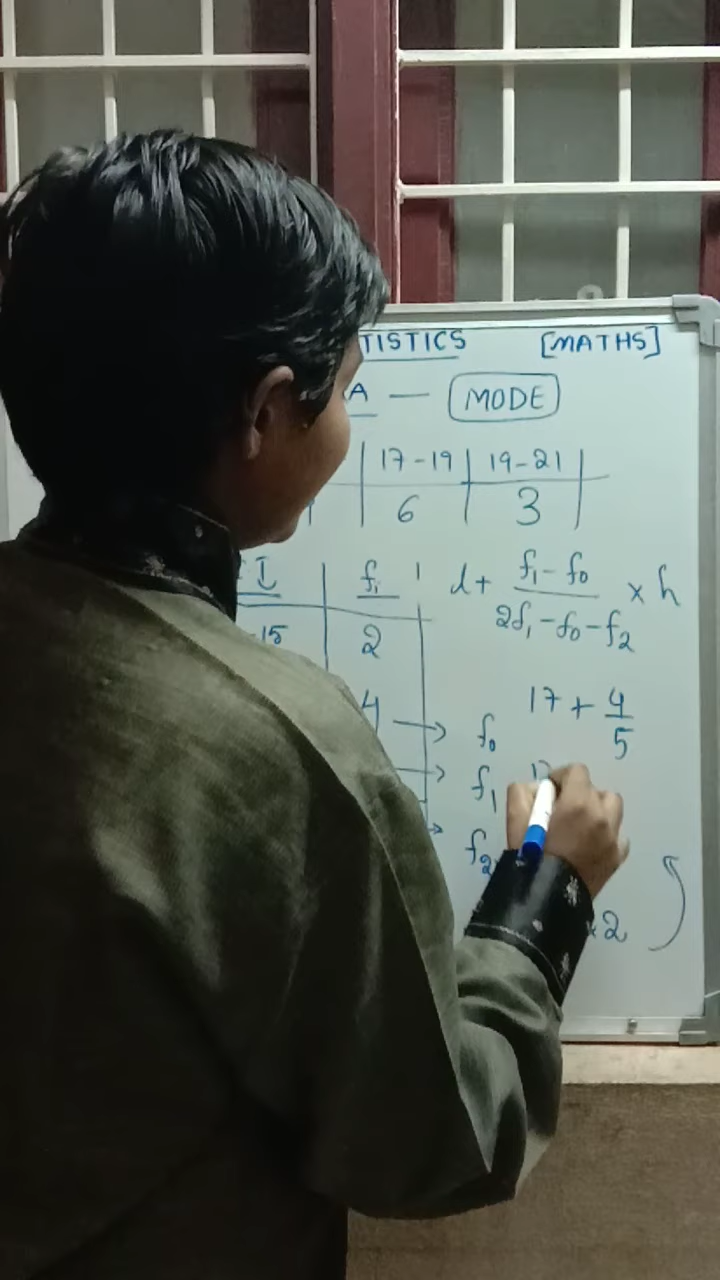 TISTICS [MATHS]
A — MODE
17-19 19-21
6 3
I f₁ l + f₁-f₀ / 2f₁-f₀-f₂ × h
-15 2
17 + 4/5
4 → f₀
→ f₁
→ f₂
×2